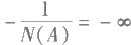 -\frac{1}{N(A)} = -\infty